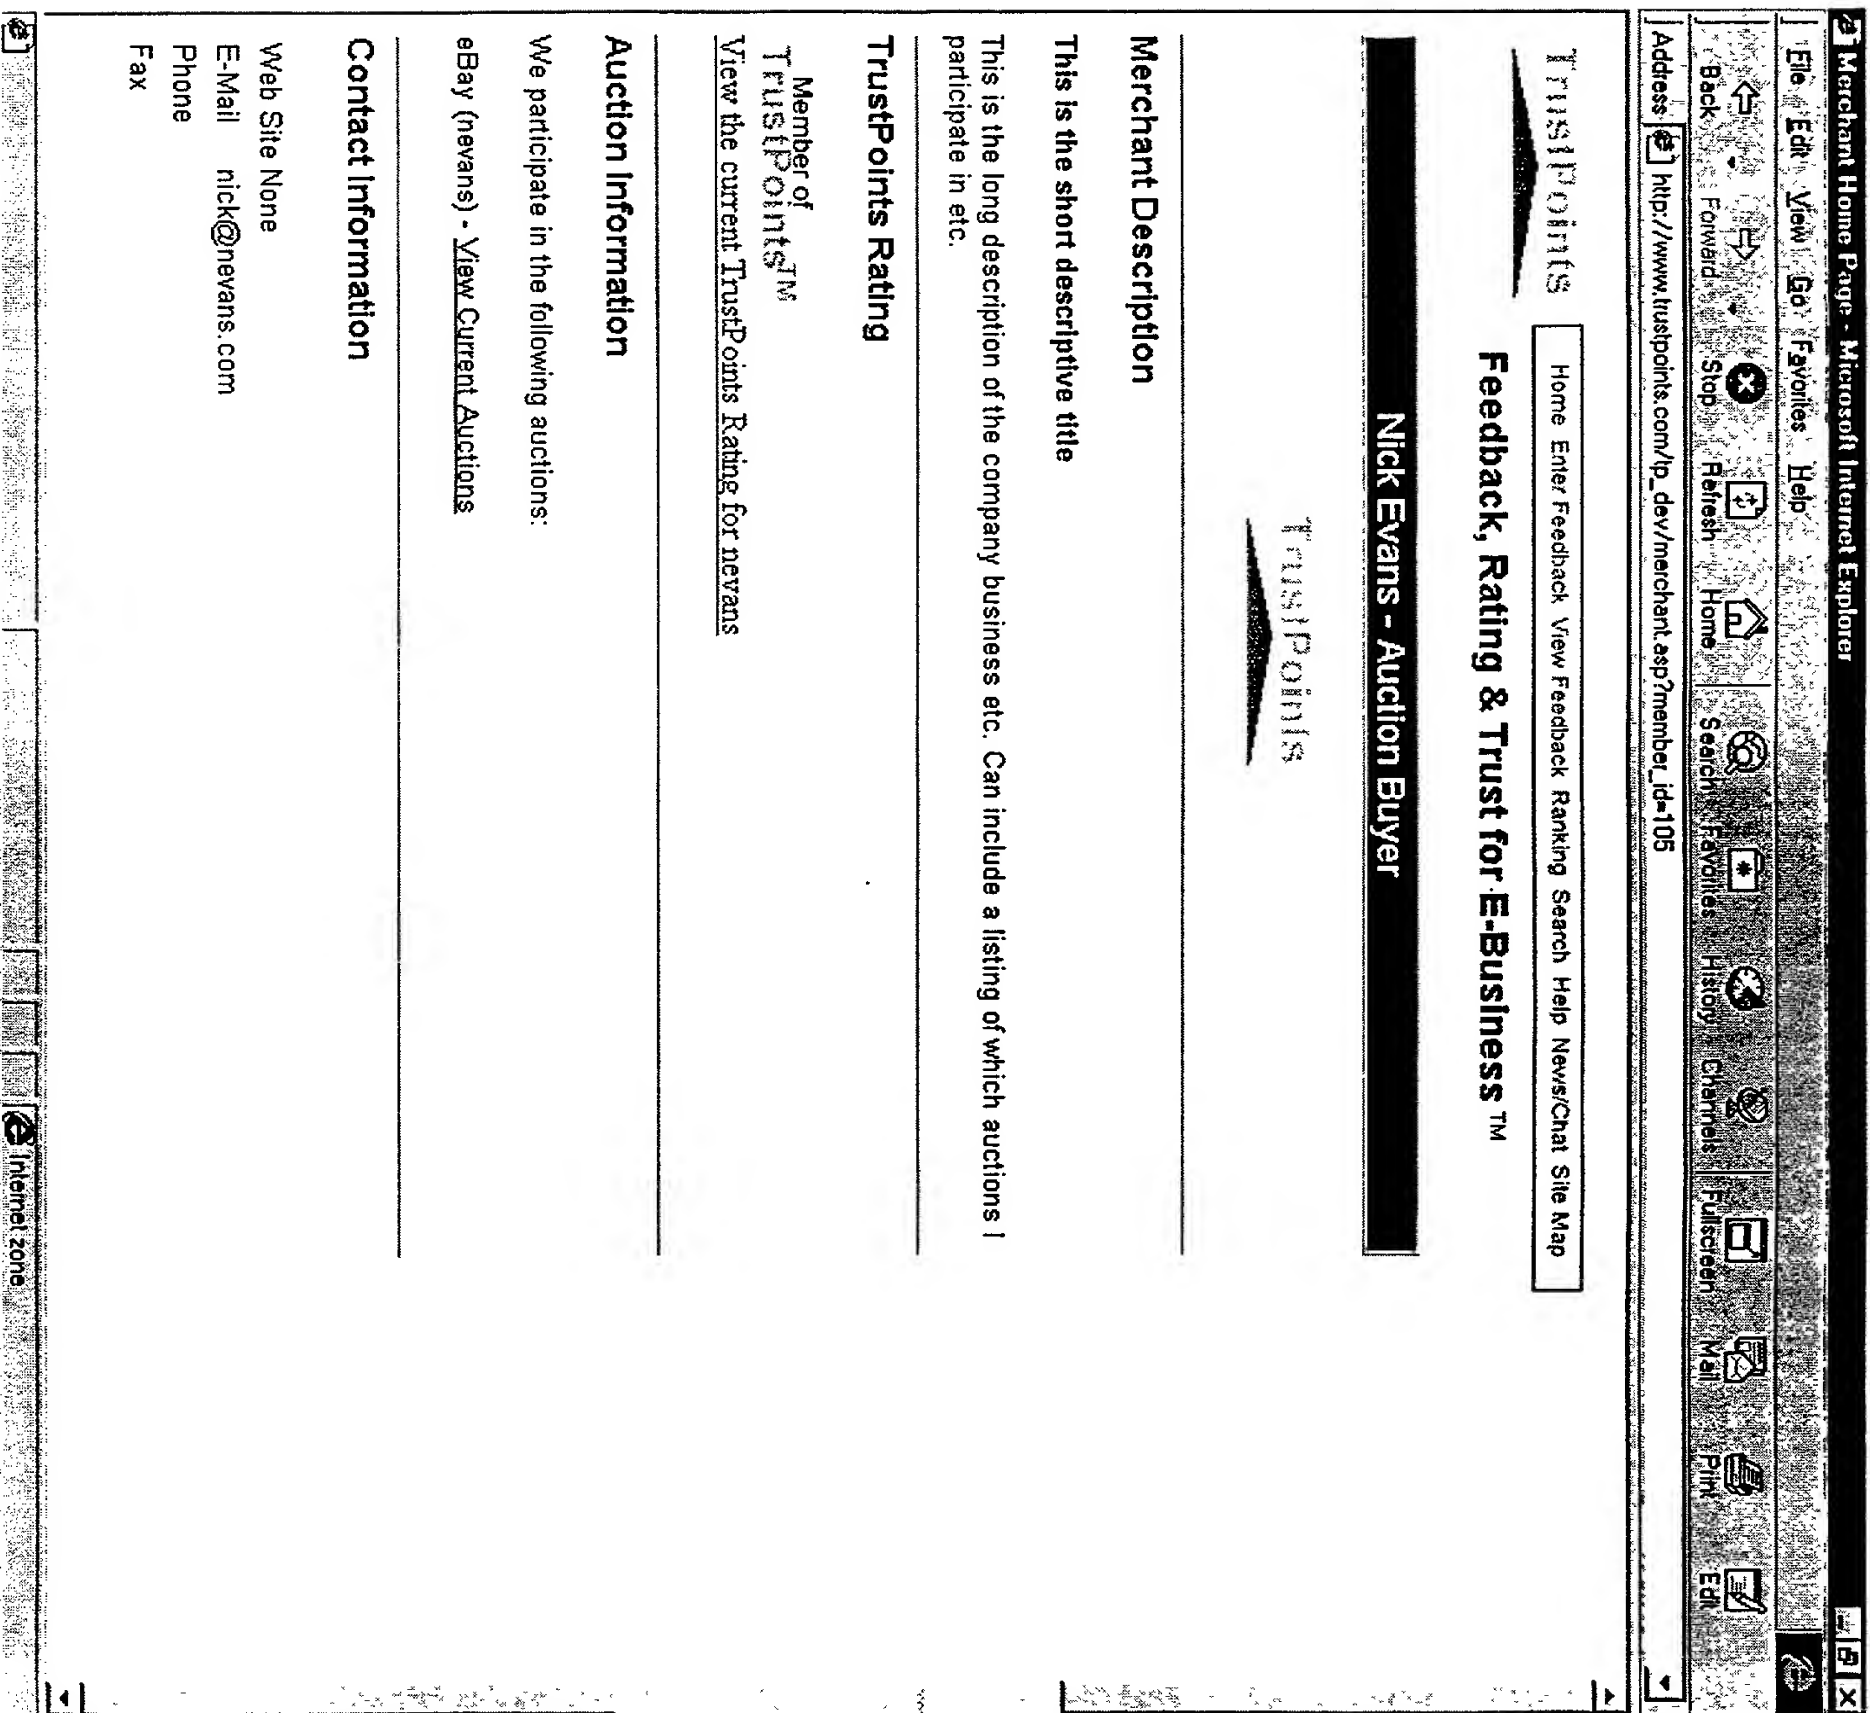 Merchant Home Page - Microsoft Internet Explorer
File Edit View Go Favorites Help
Back Forward Stop Refresh Home Search Favorites History Channels Fullscreen Mail Print Edit
Address http://www.trustpoints.com/tp_dev/merchant.asp?member_id=105
TrustPoints
Home Enter Feedback View Feedback Ranking Search Help News/Chat Site Map
Feedback, Rating & Trust for E-Business™
Nick Evans - Auction Buyer
TrustPoints
Merchant Description
This is the short descriptive title
This is the long description of the company business etc. Can include a listing of which auctions I
participate in etc.
TrustPoints Rating
Member of
TrustPoints™
View the current TrustPoints Rating for nevans
Auction Information
We participate in the following auctions:
eBay (nevans) - View Current Auctions
Contact Information
Web Site None
E-Mail nick@nevans.com
Phone
Fax
Internet zone